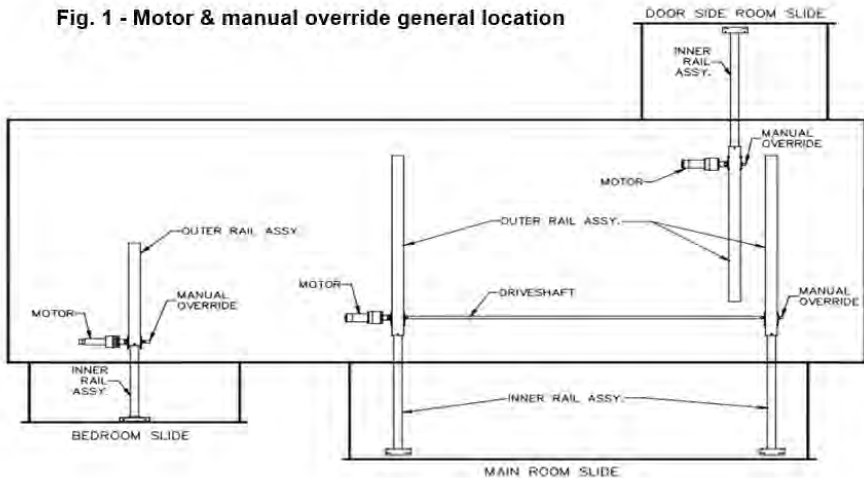 Fig. 1 - Motor & manual override general location
DOOR SIDE ROOM SLIDE
INNER
RAIL
ASSY.
MANUAL
OVERRIDE
MOTOR
OUTER RAIL ASSY
OUTER RAIL ASSY.
MOTOR
DRIVESHAFT
MANUAL
OVERRIDE
MOTOR
MANUAL
OVERRIDE
INNER
RAIL
ASSY.
INNER RAIL ASSY.
BEDROOM SLIDE
MAIN ROOM SLIDE